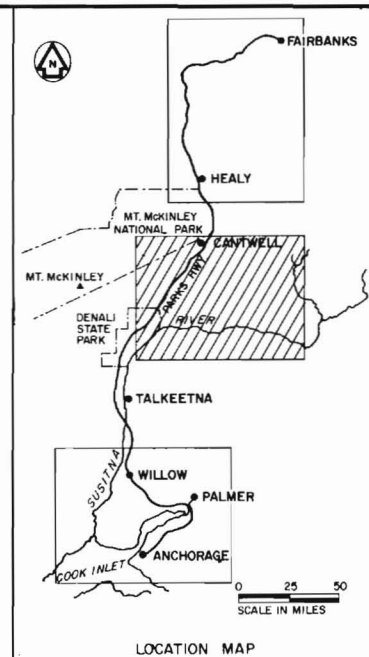 N
FAIRBANKS
HEALY
MT. McKINLEY
NATIONAL PARK
CANTWELL
MT. McKINLEY
PARKS HWY
DENALI
STATE
PARK
RIVER
TALKEETNA
WILLOW
SUSITNA
PALMER
ANCHORAGE
COOK INLET
0 25 50
SCALE IN MILES
LOCATION MAP